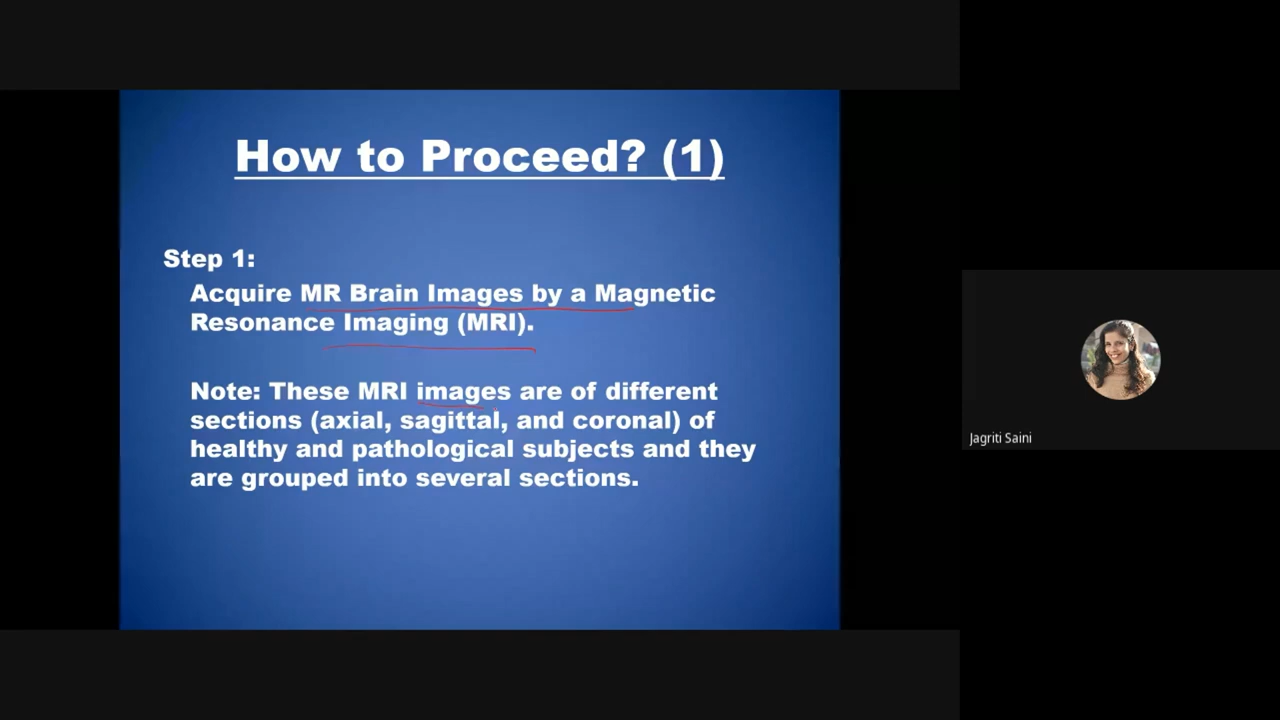 How to Proceed? (1)
Step 1:
Acquire MR Brain Images by a Magnetic
Resonance Imaging (MRI).
Note: These MRI images are of different
sections (axial, sagittal, and coronal) of
healthy and pathological subjects and they
are grouped into several sections.
Jagriti Saini